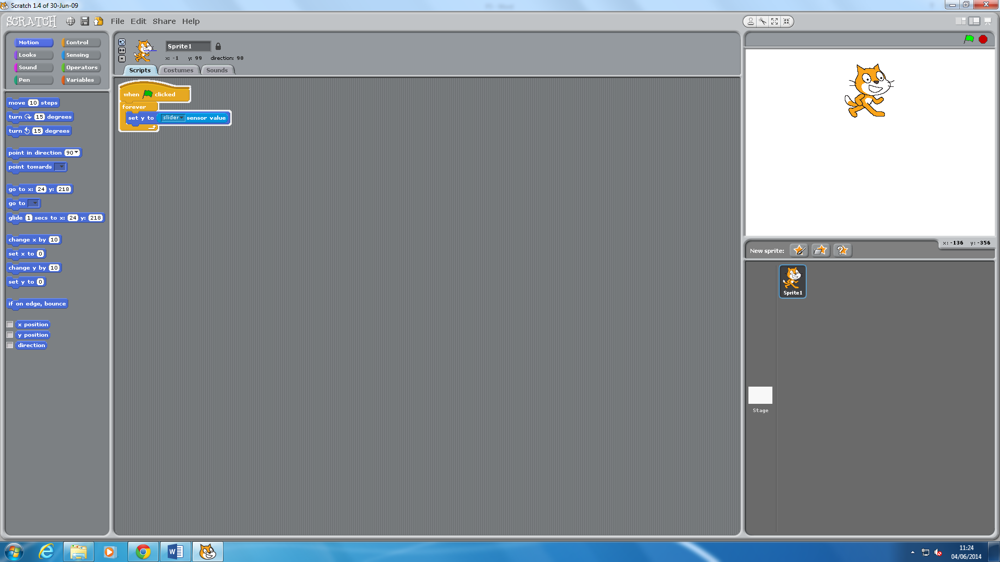 Scratch 1.4 of 30-Jun-09
SCRATCH File Edit Share Help
Motion Control
Looks Sensing
Sound Operators
Pen Variables
move 10 steps
turn 15 degrees
turn 15 degrees
point in direction 90
point towards
go to x: 24 y: 218
go to
glide 1 secs to x: 24 y: 218
change x by 10
set x to 0
change y by 10
set y to 0
if on edge, bounce
x position
y position
direction
Sprite1
x: -1 y: 99 direction: 90
Scripts Costumes Sounds
when clicked
forever
set y to slider sensor value
x: -136 y: -356
New sprite:
Sprite1
Stage
11:24
04/06/2014